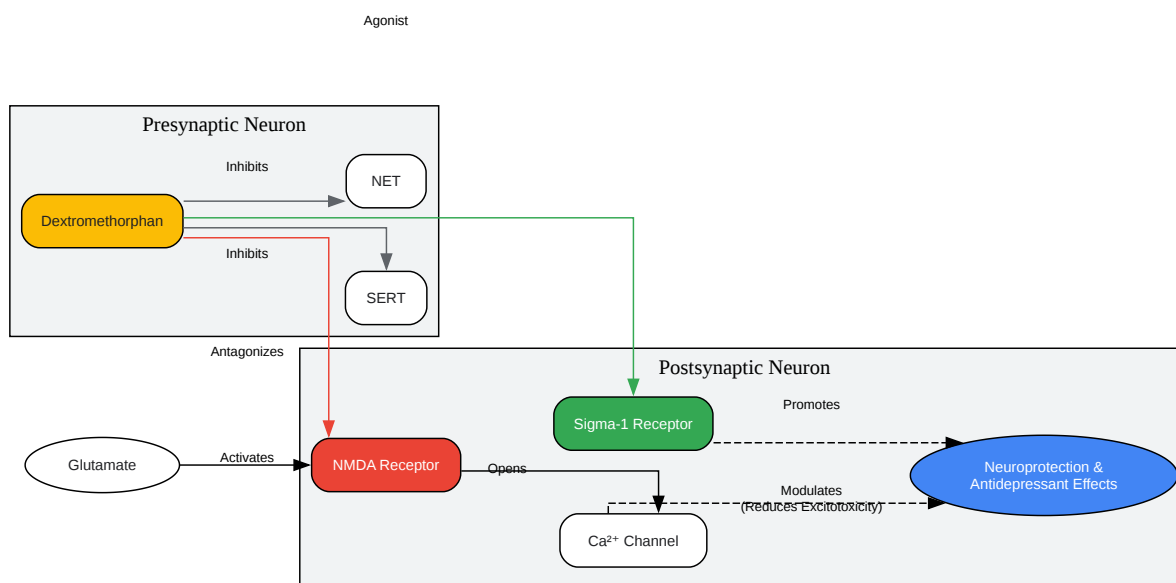 Agonist
Presynaptic Neuron
Inhibits
NET
Dextromethorphan
Inhibits
SERT
Antagonizes
Postsynaptic Neuron
Promotes
Sigma-1 Receptor
Glutamate
Activates
NMDA Receptor
Opens
Neuroprotection &
Antidepressant Effects
Modulates
(Reduces Excitotoxicity)
Ca²⁺ Channel